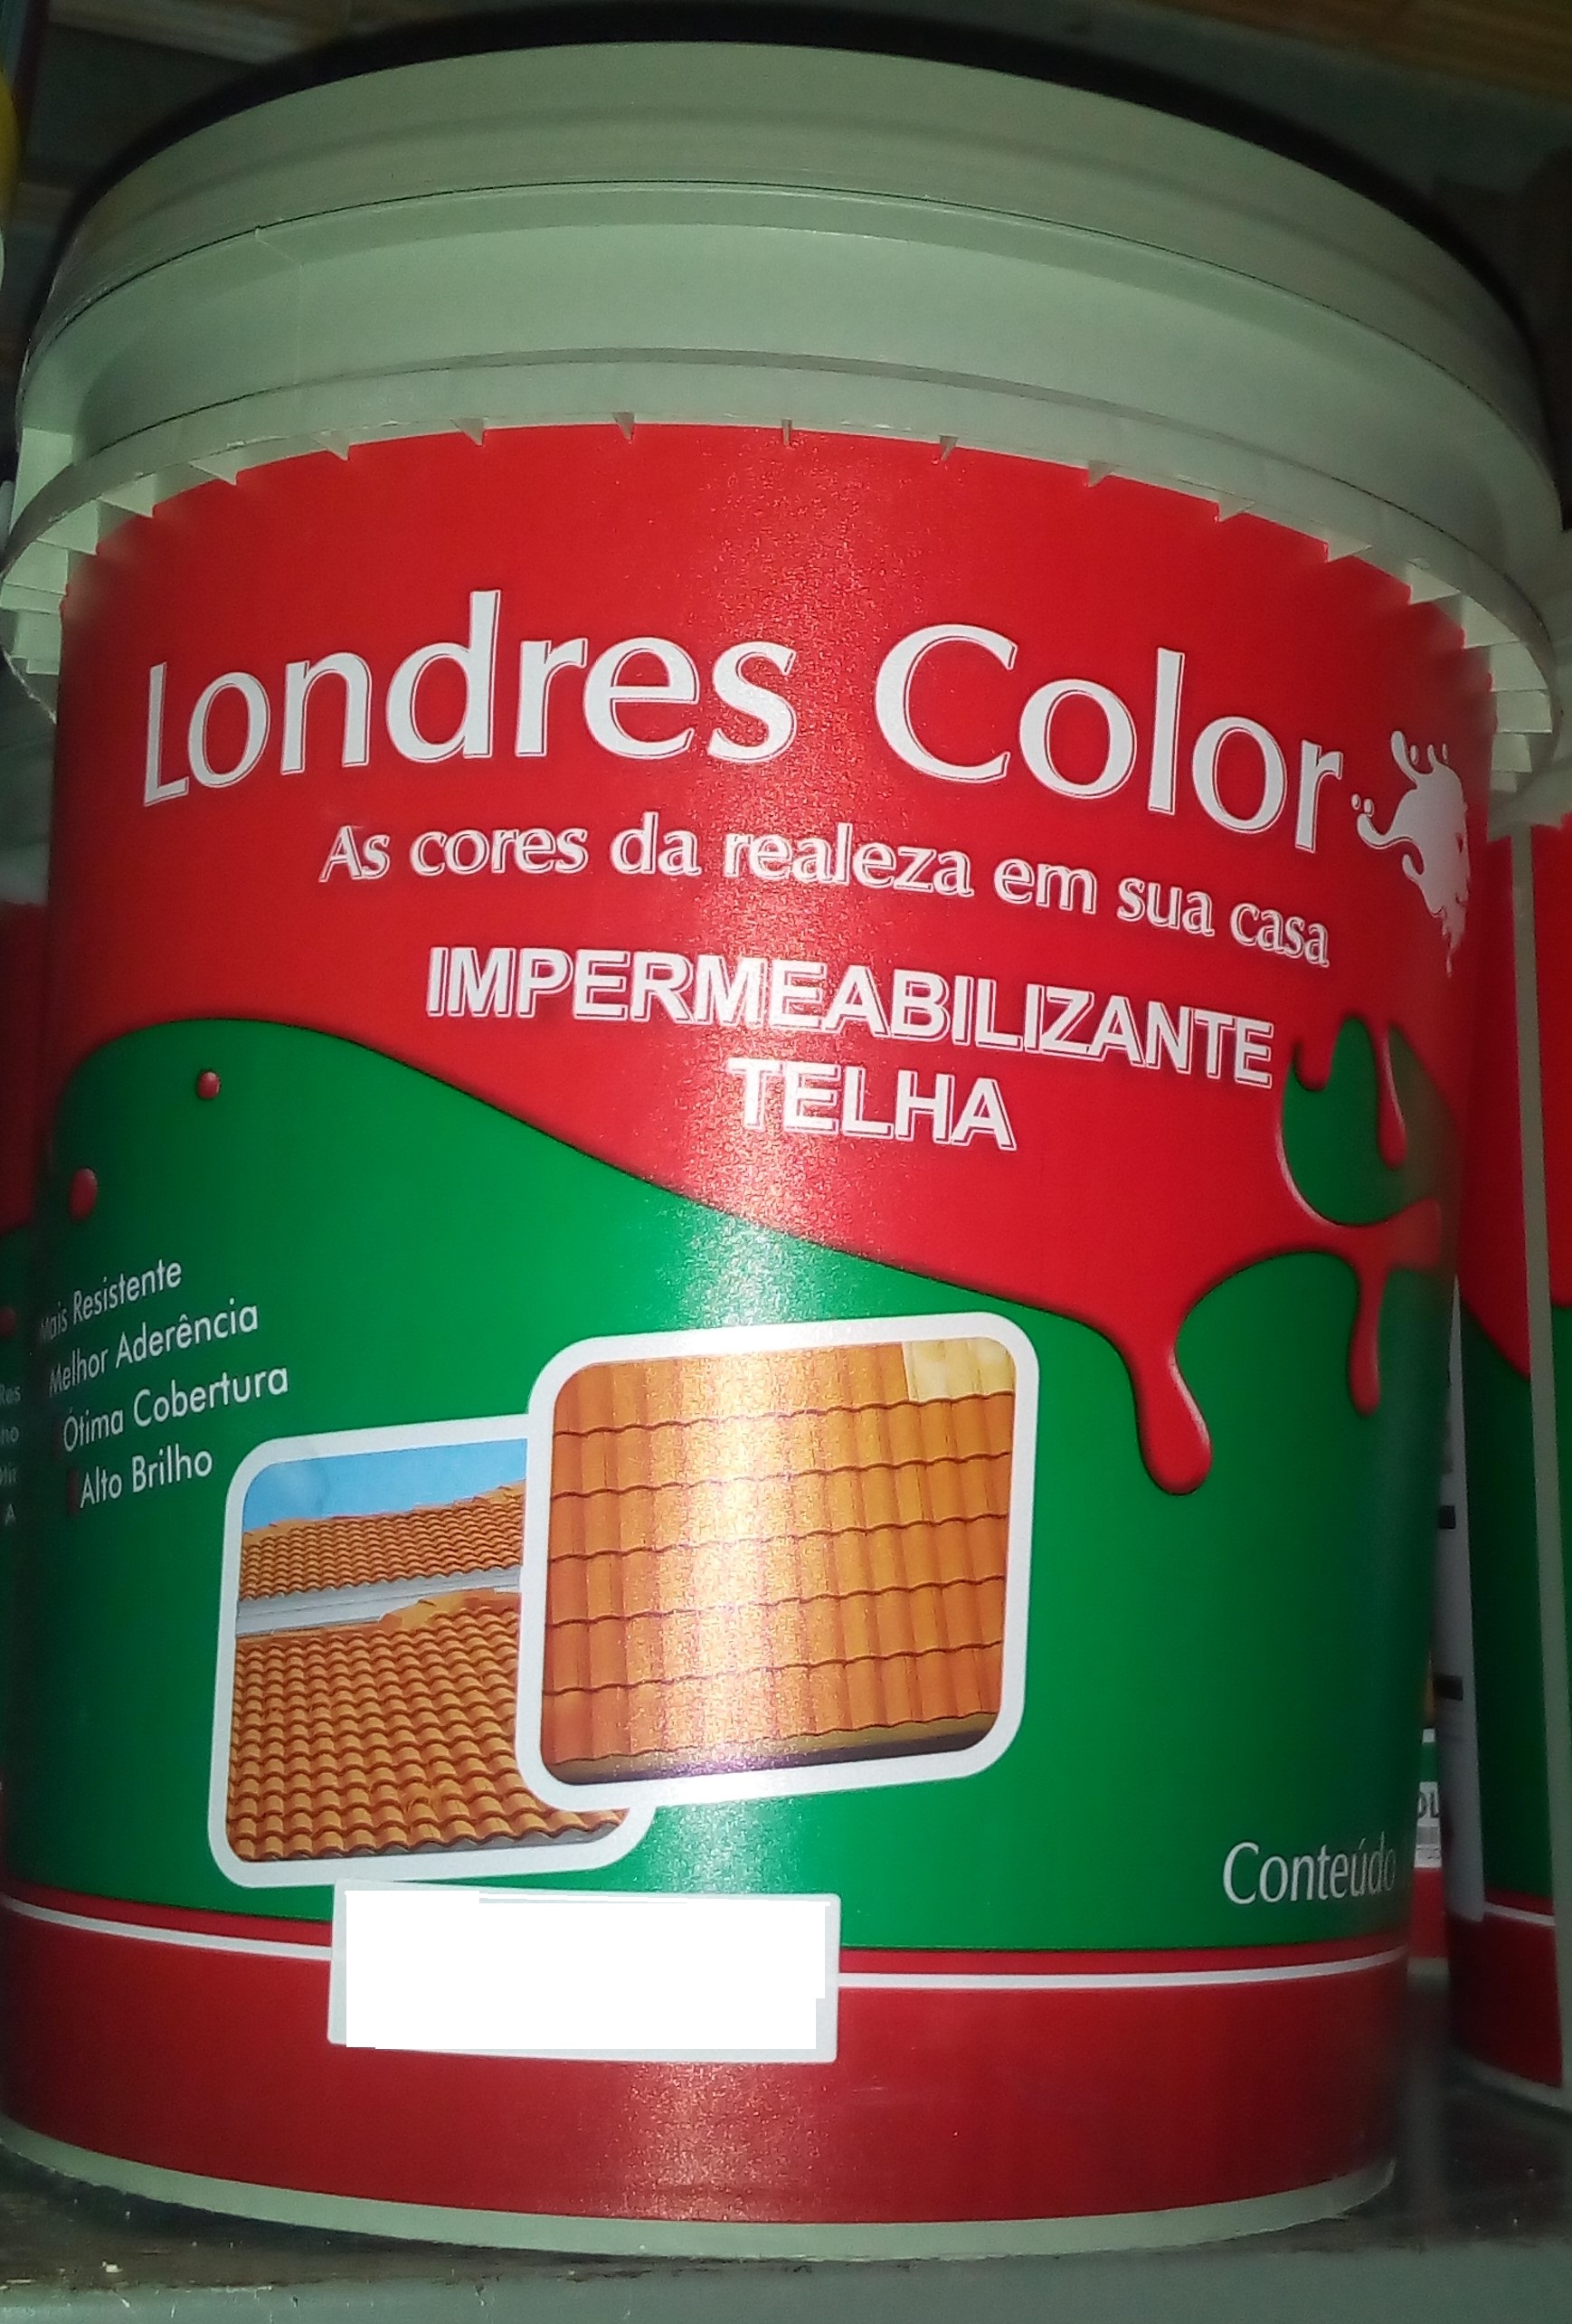 Londres Color
As cores da realeza em sua casa
IMPERMEABILIZANTE
TELHA
Mais Resistente
Melhor Aderência
Ótima Cobertura
Alto Brilho
Conteúdo